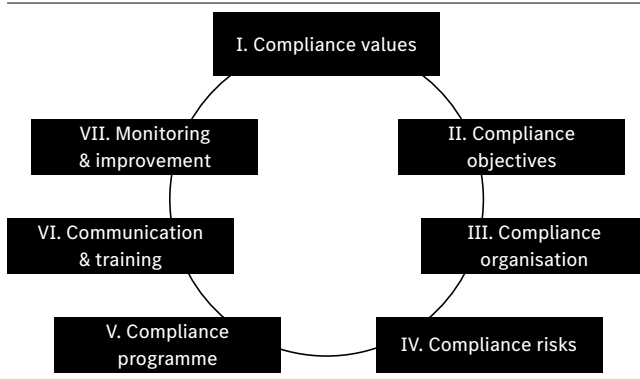 I. Compliance values
II. Compliance
objectives
III. Compliance
organisation
IV. Compliance risks
V. Compliance
programme
VI. Communication
& training
VII. Monitoring
& improvement